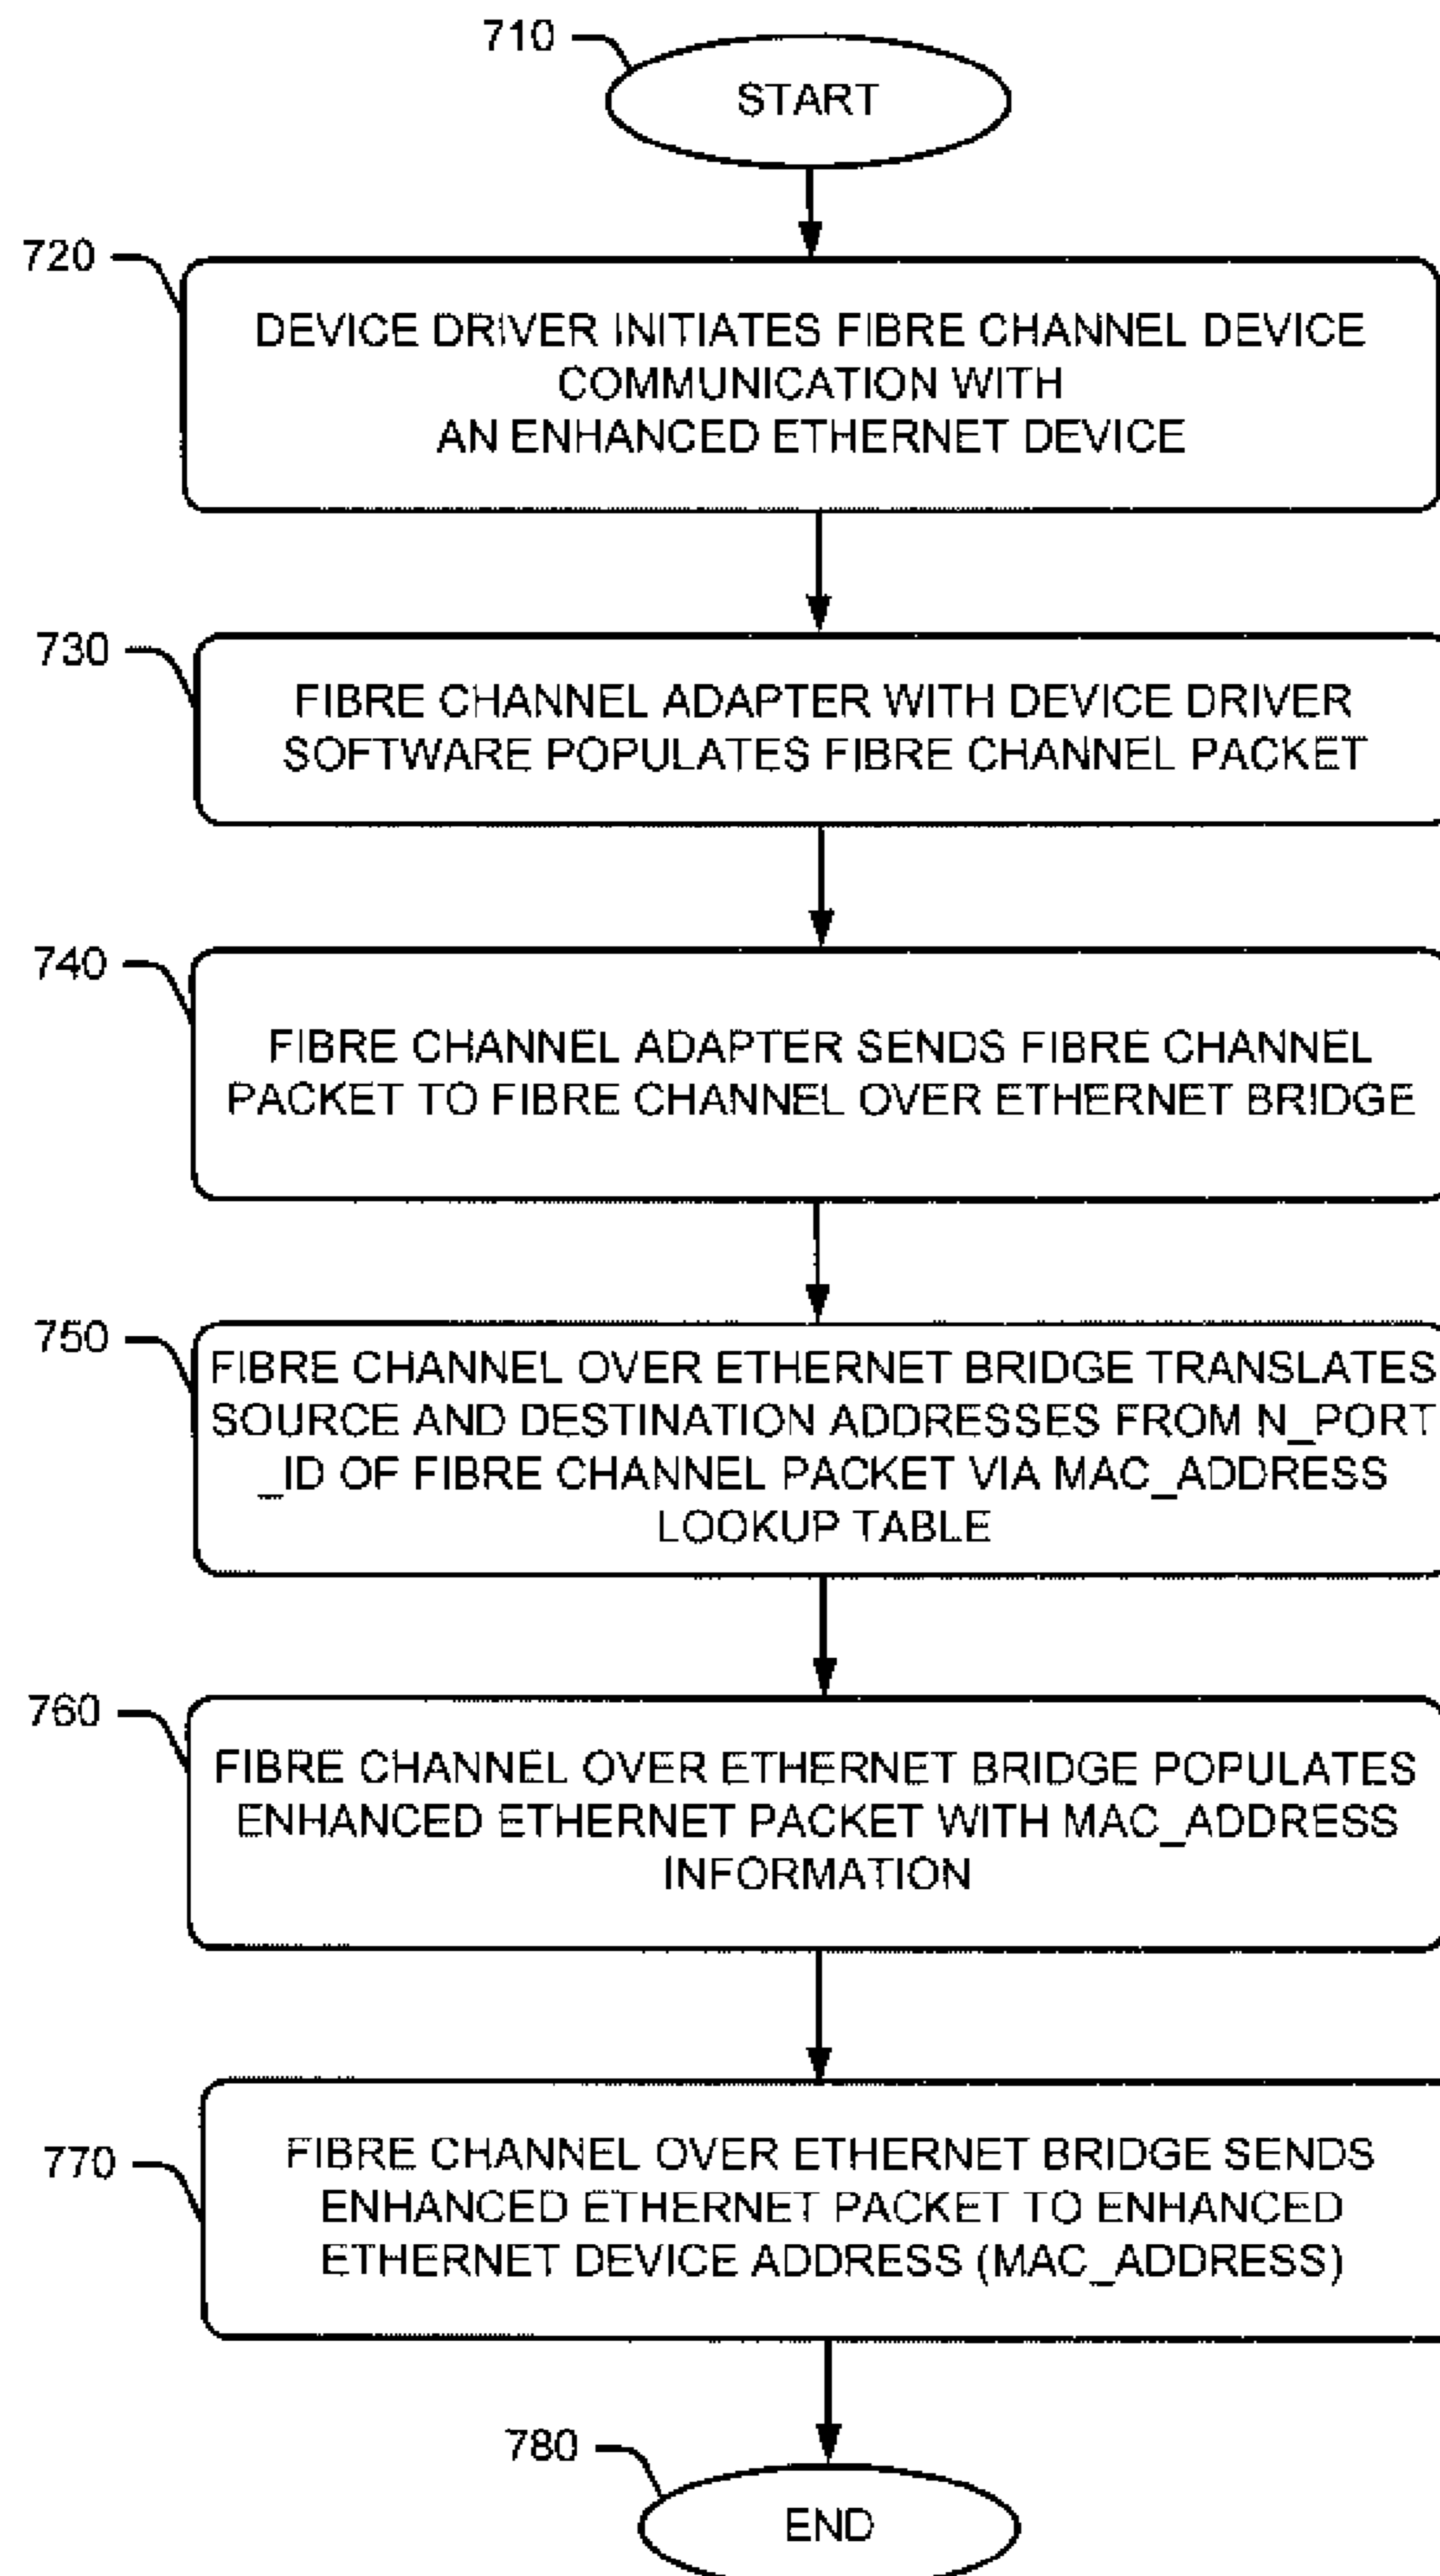 710
START
720
DEVICE DRIVER INITIATES FIBRE CHANNEL DEVICE
COMMUNICATION WITH
AN ENHANCED ETHERNET DEVICE
730
FIBRE CHANNEL ADAPTER WITH DEVICE DRIVER
SOFTWARE POPULATES FIBRE CHANNEL PACKET
740
FIBRE CHANNEL ADAPTER SENDS FIBRE CHANNEL
PACKET TO FIBRE CHANNEL OVER ETHERNET BRIDGE
750
FIBRE CHANNEL OVER ETHERNET BRIDGE TRANSLATES
SOURCE AND DESTINATION ADDRESSES FROM N_PORT
_ID OF FIBRE CHANNEL PACKET VIA MAC_ADDRESS
LOOKUP TABLE
760
FIBRE CHANNEL OVER ETHERNET BRIDGE POPULATES
ENHANCED ETHERNET PACKET WITH MAC_ADDRESS
INFORMATION
770
FIBRE CHANNEL OVER ETHERNET BRIDGE SENDS
ENHANCED ETHERNET PACKET TO ENHANCED
ETHERNET DEVICE ADDRESS (MAC_ADDRESS)
780
END